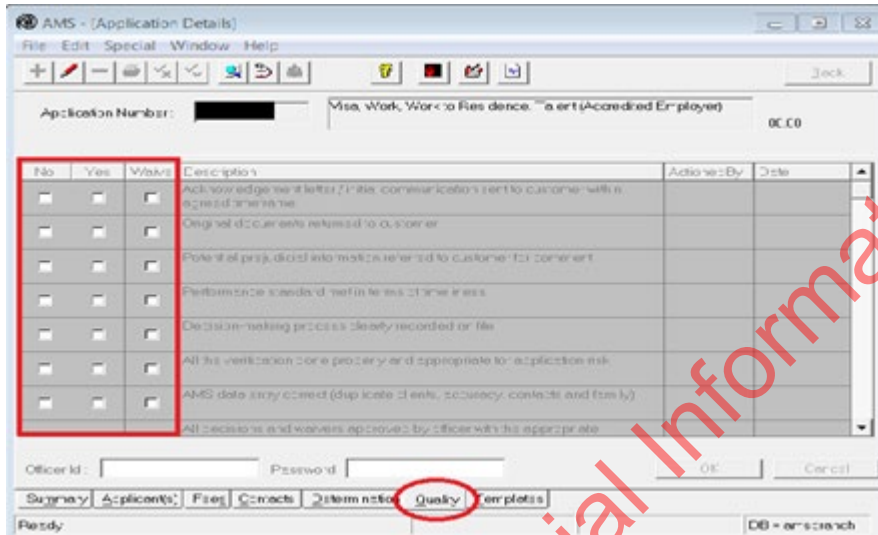 AMS - [Application Details]
File Edit Special Window Help
Back
Application Number:
Visa, Work, Work to Residence, Talent (Accredited Employer)
0C.C0
No Yes Waive Description Actioned By Date
Acknowledgement letter / initial communication sent to customer within
agreed timeframe
Original documents returned to customer
Potential prejudicial information referred to customer for comment
Performance standard met in terms of timeliness
Decision-making process clearly recorded on file
All the verification done properly and appropriate to application risk
AMS data entry correct (duplicate clients, accuracy, contacts and family)
All decisions and waivers approved by officer with the appropriate
Officer Id : Password
OK Cancel
Summary Applicant(s) Fees Contacts Determination Quality Templates
Ready